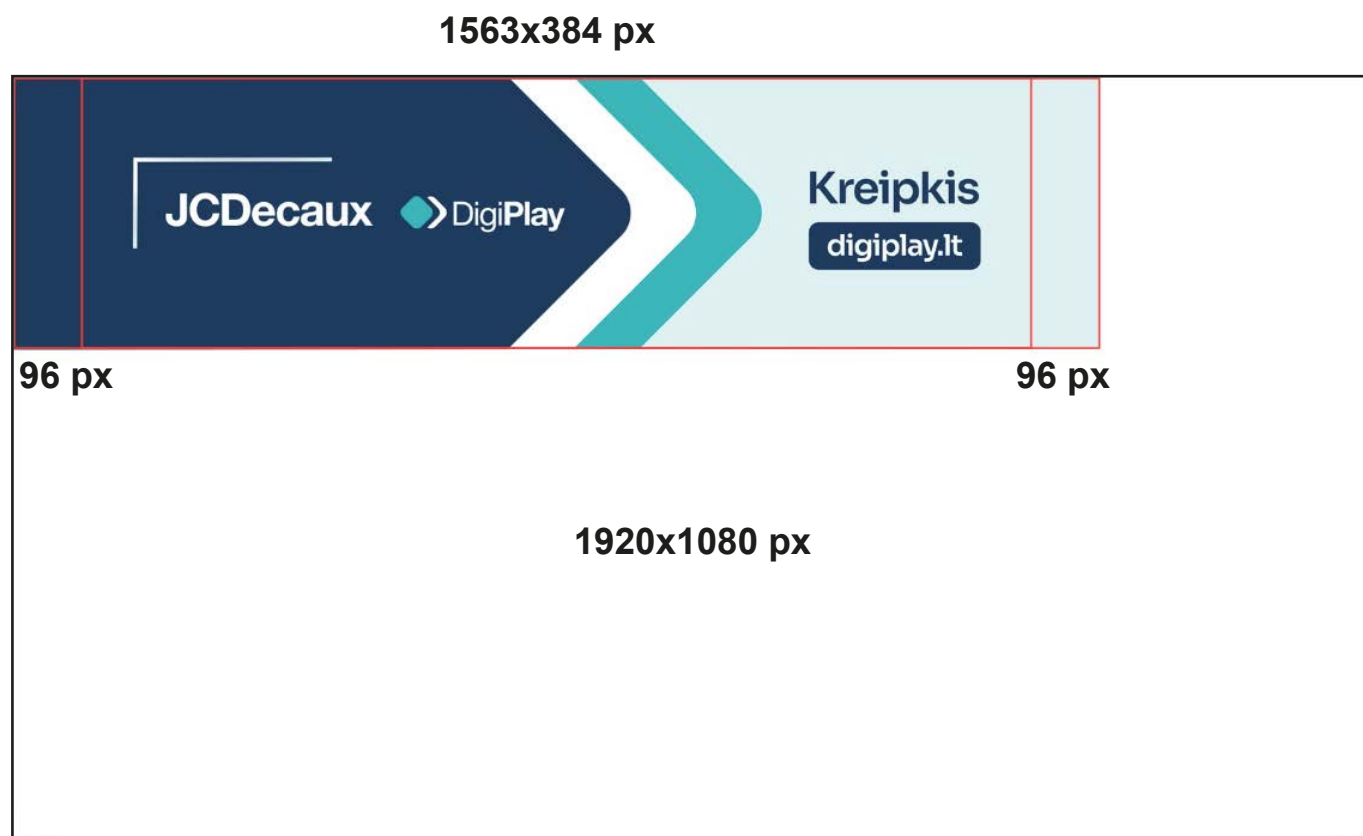 1563x384 px
JCDecaux DigiPlay
Kreipkis
digiplay.lt
96 px 96 px
1920x1080 px